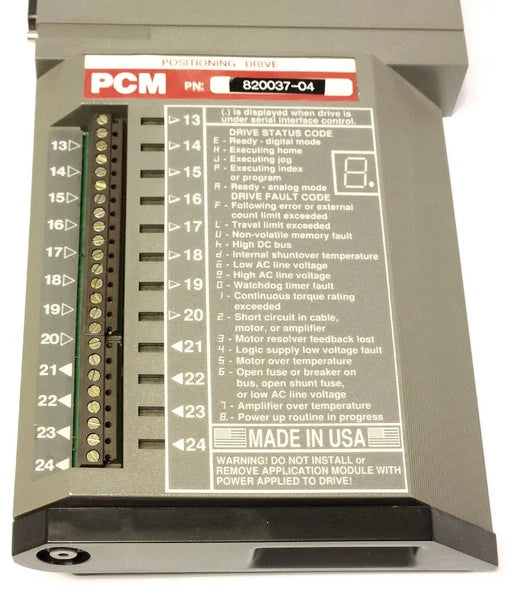 POSITIONING DRIVE
PCM PN: 820037-04
(.) is displayed when drive is
under serial interface control.
DRIVE STATUS CODE
E - Ready - digital mode
H - Executing home
J - Executing jog
P - Executing index
or program
R - Ready - analog mode
DRIVE FAULT CODE
F - Following error or external
count limit exceeded
L - Travel limit exceeded
U - Non-volatile memory fault
h - High DC bus
d - Internal shuntover temperature
- Low AC line voltage
- High AC line voltage
0 - Watchdog timer fault
1 - Continuous torque rating
exceeded
2 - Short circuit in cable,
motor, or amplifier
3 - Motor resolver feedback lost
4 - Logic supply low voltage fault
5 - Motor over temperature
6 - Open fuse or breaker on
bus, open shunt fuse,
or low AC line voltage
7 - Amplifier over temperature
8. - Power up routine in progress
8.
MADE IN USA
WARNING! DO NOT INSTALL or
REMOVE APPLICATION MODULE WITH
POWER APPLIED TO DRIVE!
13
14
15
16
17
18
19
20
21
22
23
24
13
14
15
16
17
18
19
20
21
22
23
24